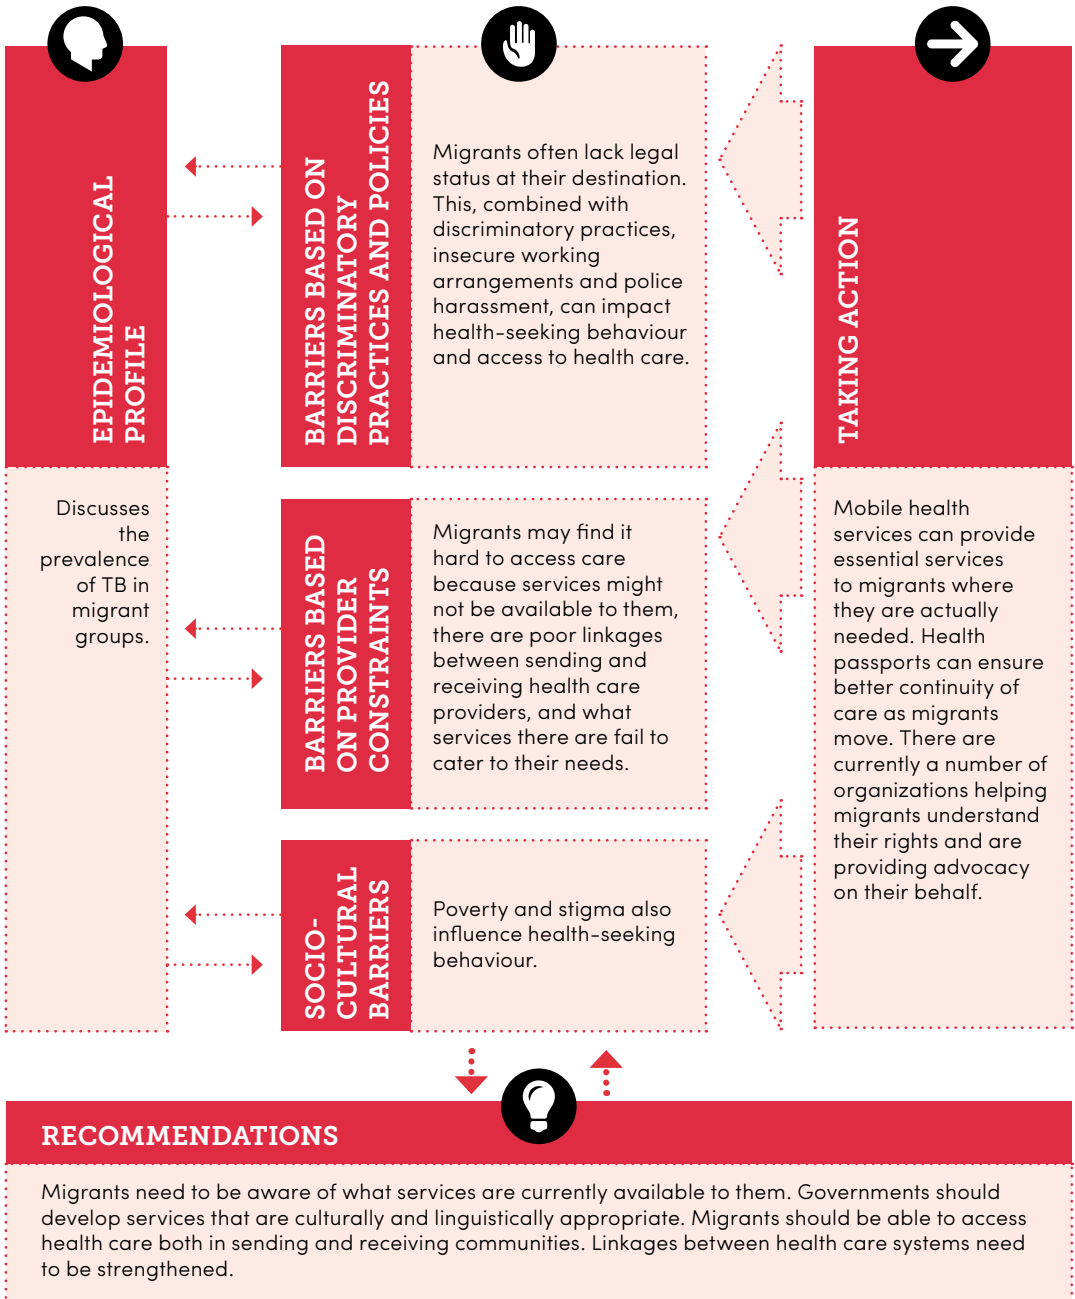 EPIDEMIOLOGICAL
PROFILE
Discusses
the
prevalence
of TB in
migrant
groups.
BARRIERS BASED ON
DISCRIMINATORY
PRACTICES AND POLICIES
Migrants often lack legal
status at their destination.
This, combined with
discriminatory practices,
insecure working
arrangements and police
harassment, can impact
health-seeking behaviour
and access to health care.
BARRIERS BASED
ON PROVIDER
CONSTRAINTS
Migrants may find it
hard to access care
because services might
not be available to them,
there are poor linkages
between sending and
receiving health care
providers, and what
services there are fail to
cater to their needs.
SOCIO-
CULTURAL
BARRIERS
Poverty and stigma also
influence health-seeking
behaviour.
TAKING ACTION
Mobile health
services can provide
essential services
to migrants where
they are actually
needed. Health
passports can ensure
better continuity of
care as migrants
move. There are
currently a number of
organizations helping
migrants understand
their rights and are
providing advocacy
on their behalf.
RECOMMENDATIONS
Migrants need to be aware of what services are currently available to them. Governments should
develop services that are culturally and linguistically appropriate. Migrants should be able to access
health care both in sending and receiving communities. Linkages between health care systems need
to be strengthened.